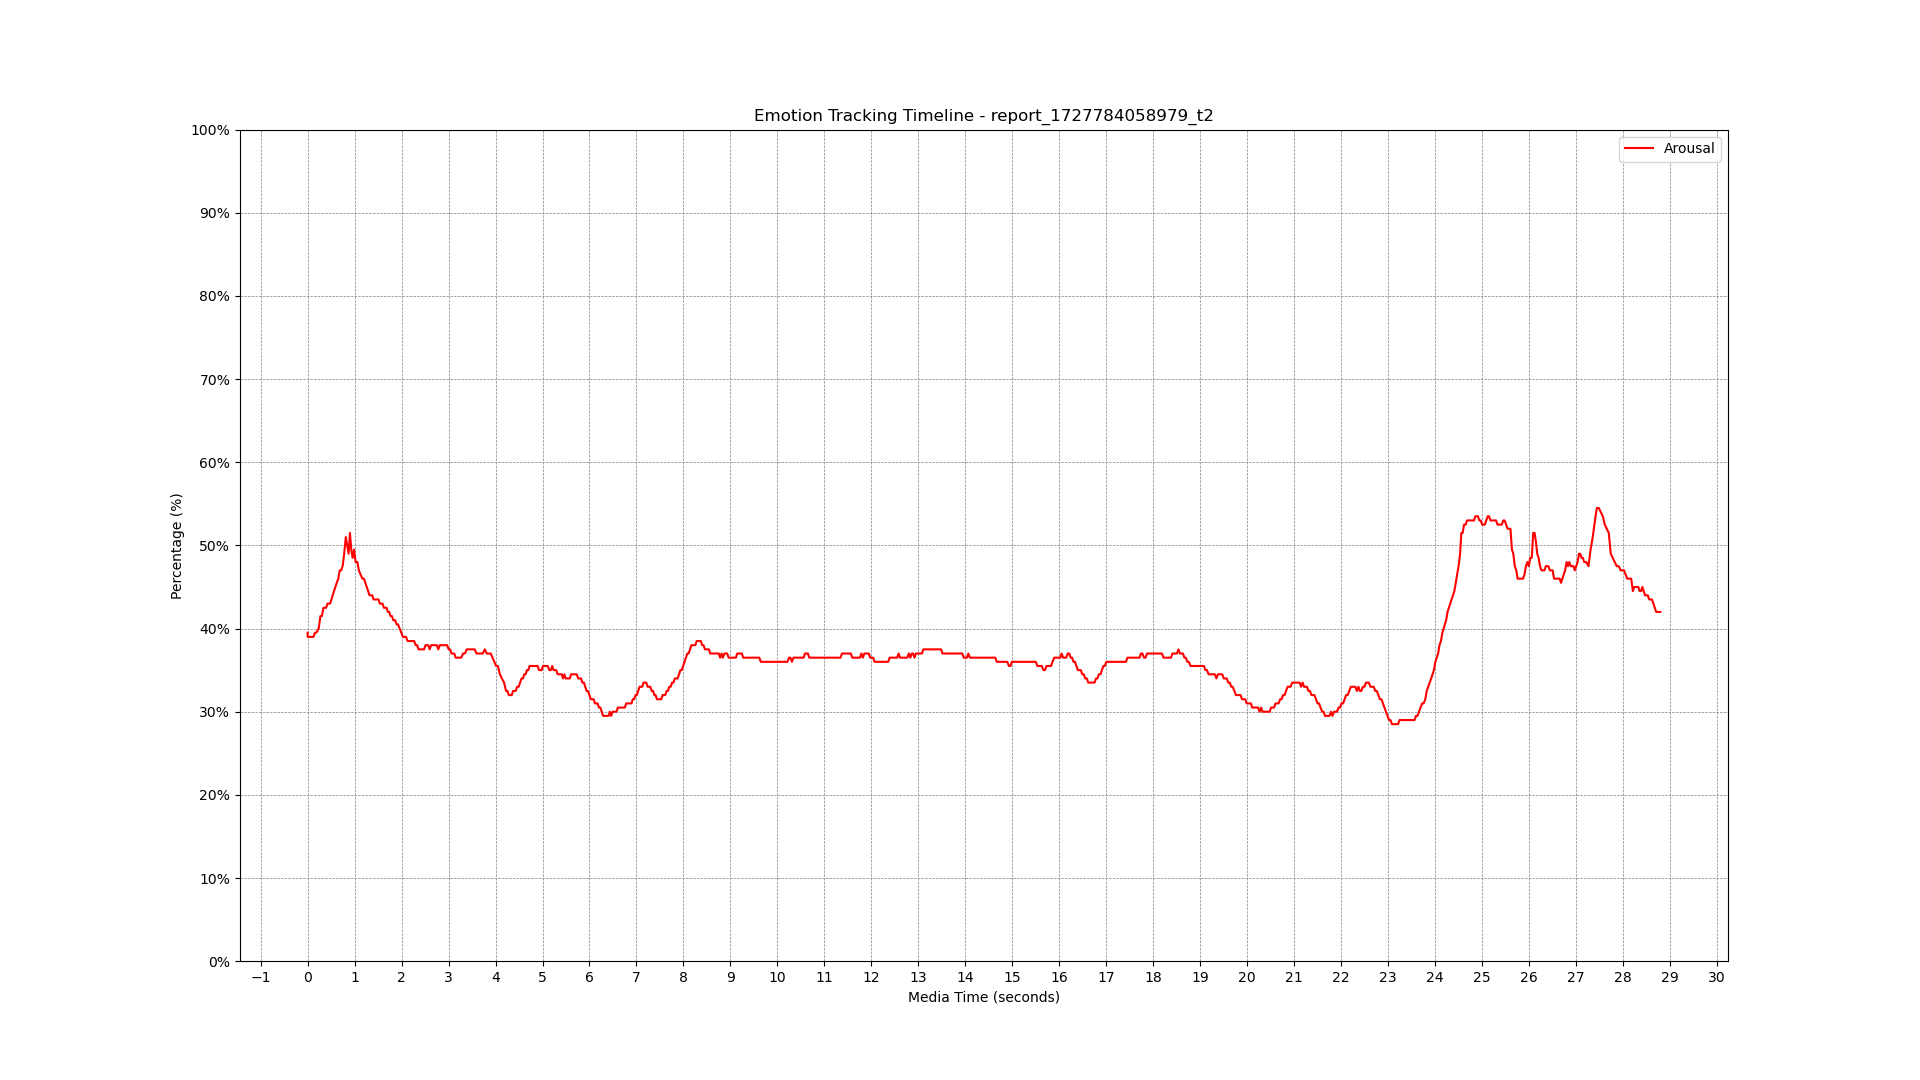 Emotion Tracking Timeline - report_1727784058979_t2
Arousal
100%
90%
80%
70%
60%
50%
40%
30%
20%
10%
0%
Percentage (%)
−1 0 1 2 3 4 5 6 7 8 9 10 11 12 13 14 15 16 17 18 19 20 21 22 23 24 25 26 27 28 29 30
Media Time (seconds)